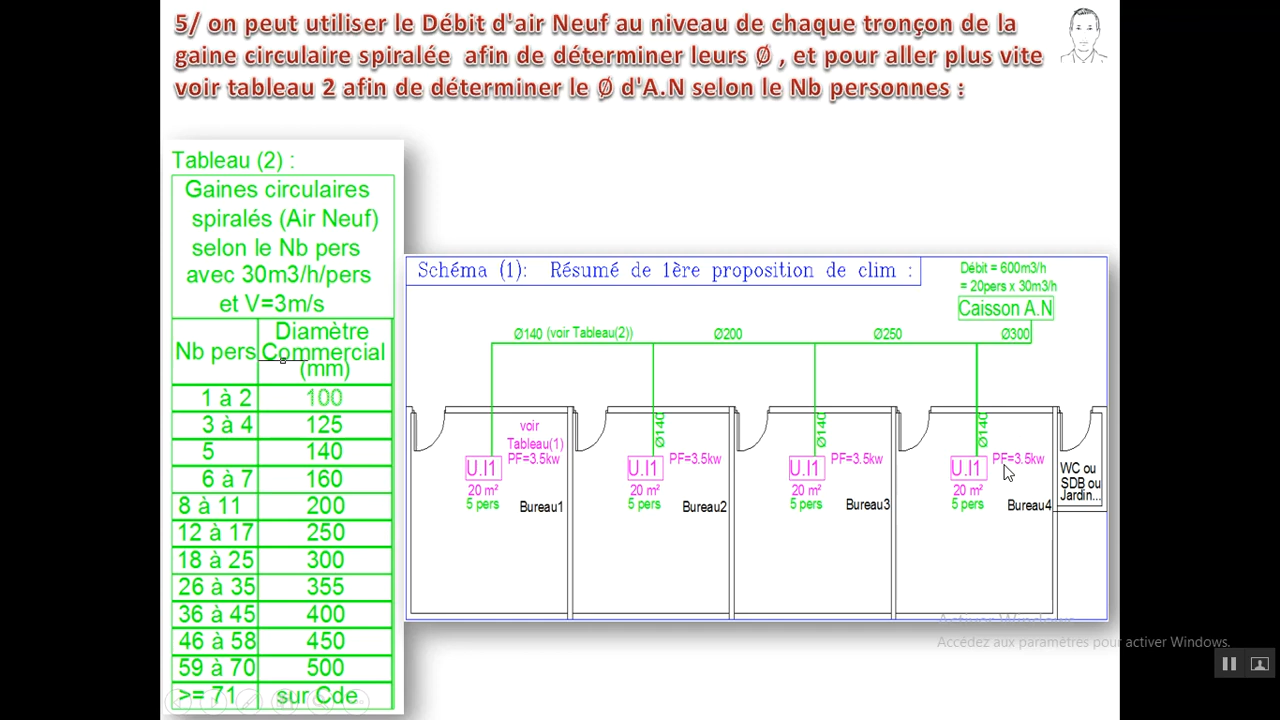 5/ on peut utiliser le Débit d'air Neuf au niveau de chaque tronçon de la
gaine circulaire spiralée afin de déterminer leurs Ø , et pour aller plus vite
voir tableau 2 afin de déterminer le Ø d'A.N selon le Nb personnes :
Tableau (2) :
Gaines circulaires
spiralés (Air Neuf)
selon le Nb pers
avec 30m3/h/pers
et V=3m/s
Nb pers Diamètre
Commercial
(mm)
1 à 2 100
3 à 4 125
5 140
6 à 7 160
8 à 11 200
12 à 17 250
18 à 25 300
26 à 35 355
36 à 45 400
46 à 58 450
59 à 70 500
>= 71 sur Cde
Schéma (1): Résumé de 1ère proposition de clim :
Débit = 600m3/h
= 20pers x 30m3/h
Caisson A.N
Ø140 (voir Tableau(2)) Ø200 Ø250 Ø300
Ø140 Ø140 Ø140
voir
Tableau(1)
PF=3.5kw
U.I1
20 m²
5 pers
Bureau1
U.I1 PF=3.5kw
20 m²
5 pers
Bureau2
U.I1 PF=3.5kw
20 m²
5 pers
Bureau3
U.I1 PF=3.5kw
20 m²
5 pers
Bureau4
WC ou
SDB ou
Jardin...
Activer Windows
Accédez aux paramètres pour activer Windows.